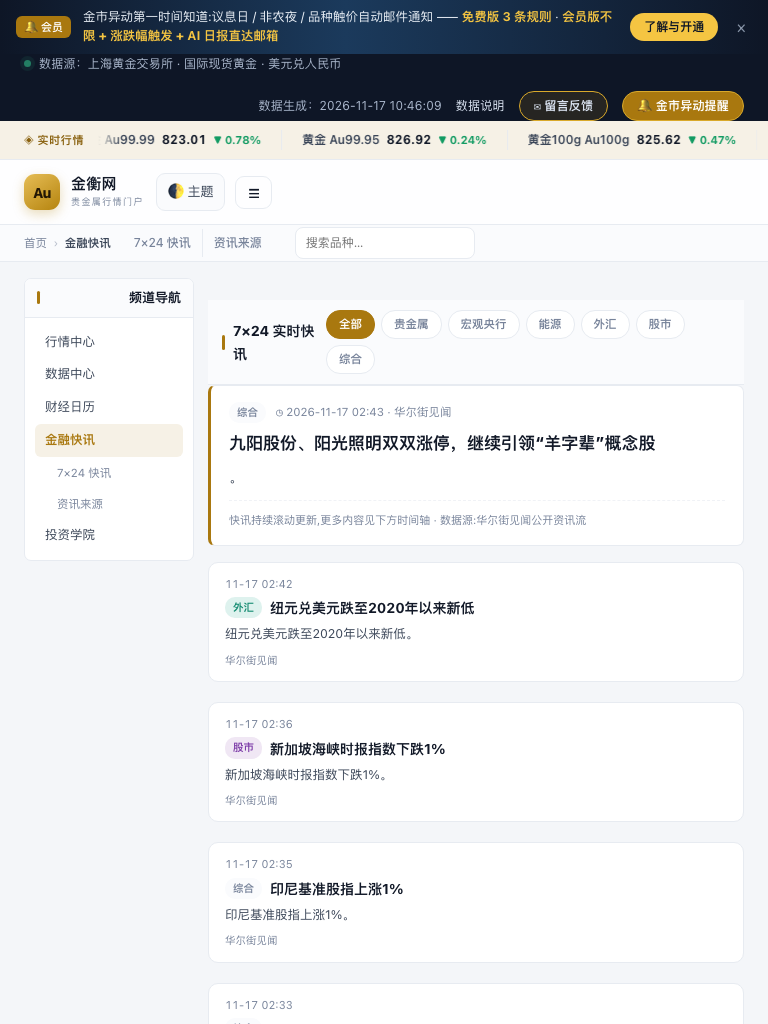 会员
金市异动第一时间知道:议息日 / 非农夜 / 品种触价自动邮件通知 —— 免费版 3 条规则 · 会员版不
限 + 涨跌幅触发 + AI 日报直达邮箱
了解与开通
×
数据源：上海黄金交易所 · 国际现货黄金 · 美元兑人民币
数据生成：2026-11-17 10:46:09
数据说明
✉ 留言反馈
金市异动提醒
◈ 实时行情
Au99.99 823.01 ▼ 0.78%
黄金 Au99.95 826.92 ▼ 0.24%
黄金100g Au100g 825.62 ▼ 0.47%
Au
金衡网
贵金属行情门户
主题
☰
首页 › 金融快讯
7×24 快讯
资讯来源
搜索品种...
频道导航
行情中心
数据中心
财经日历
金融快讯
7×24 快讯
资讯来源
投资学院
7×24 实时快
讯
全部
贵金属
宏观央行
能源
外汇
股市
综合
综合
◷ 2026-11-17 02:43 · 华尔街见闻
九阳股份、阳光照明双双涨停，继续引领“羊字辈”概念股
。
快讯持续滚动更新,更多内容见下方时间轴 · 数据源:华尔街见闻公开资讯流
11-17 02:42
外汇
纽元兑美元跌至2020年以来新低
纽元兑美元跌至2020年以来新低。
华尔街见闻
11-17 02:36
股市
新加坡海峡时报指数下跌1%
新加坡海峡时报指数下跌1%。
华尔街见闻
11-17 02:35
综合
印尼基准股指上涨1%
印尼基准股指上涨1%。
华尔街见闻
11-17 02:33